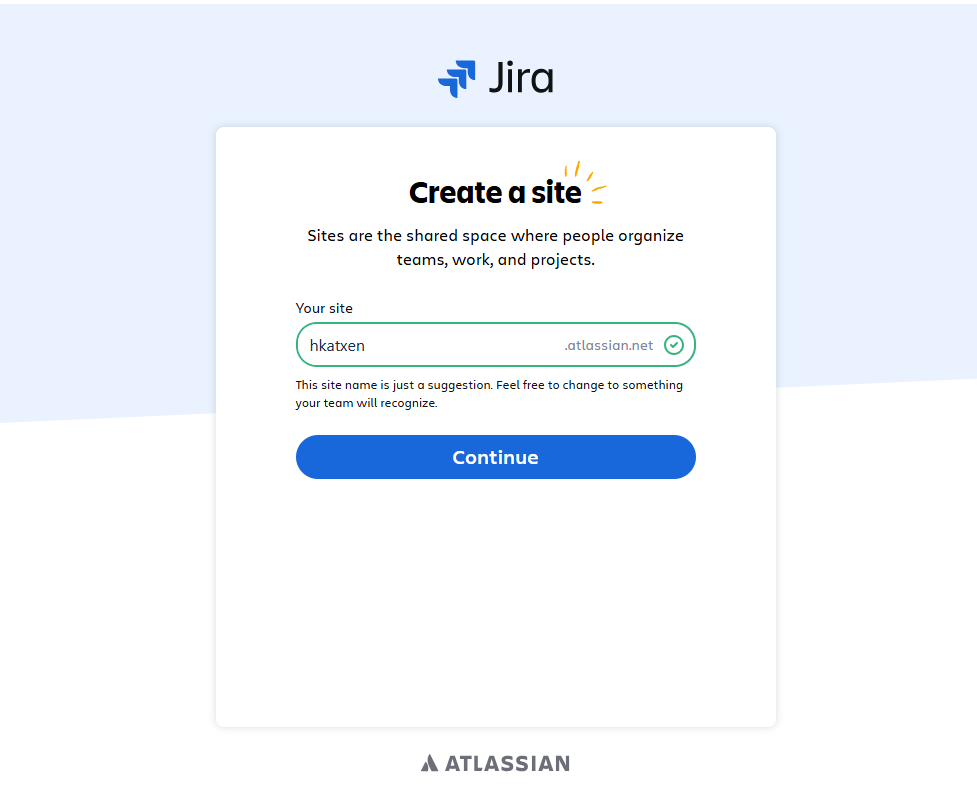 Jira
Create a site
Sites are the shared space where people organize
teams, work, and projects.
Your site
hkatxen .atlassian.net
This site name is just a suggestion. Feel free to change to something
your team will recognize.
Continue
ATLASSIAN